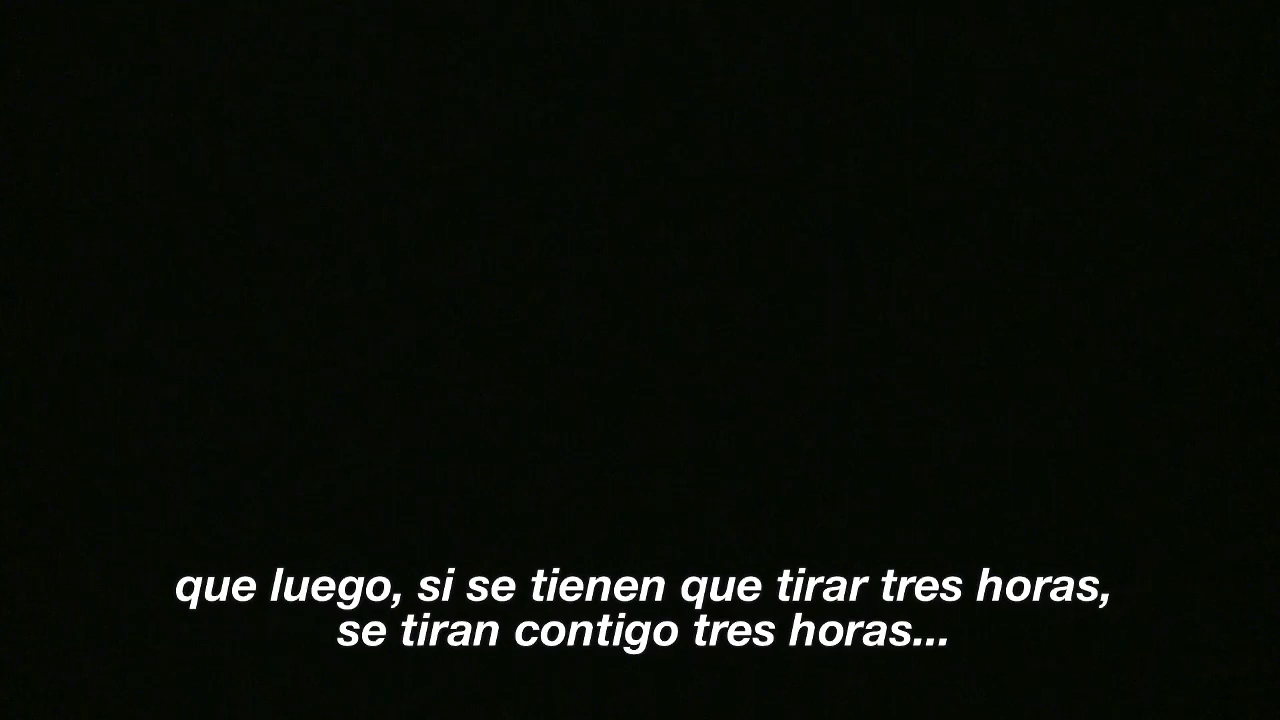 que luego, si se tienen que tirar tres horas,
se tiran contigo tres horas...